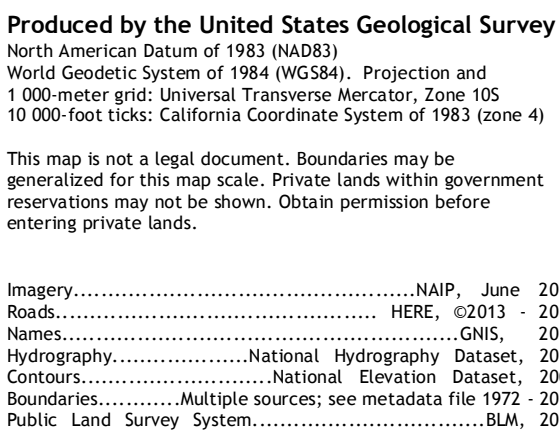 Produced by the United States Geological Survey
North American Datum of 1983 (NAD83)
World Geodetic System of 1984 (WGS84).  Projection and
1 000-meter grid: Universal Transverse Mercator, Zone 10S
10 000-foot ticks: California Coordinate System of 1983 (zone 4)
This map is not a legal document. Boundaries may be
generalized for this map scale. Private lands within government
reservations may not be shown. Obtain permission before
entering private lands.
Imagery..................................................NAIP, June 20
Roads............................................... HERE, ©2013 - 20
Names..........................................................GNIS, 20
Hydrography....................National Hydrography Dataset, 20
Contours............................National Elevation Dataset, 20
Boundaries............Multiple sources; see metadata file 1972 - 20
Public Land Survey System..................................BLM, 20